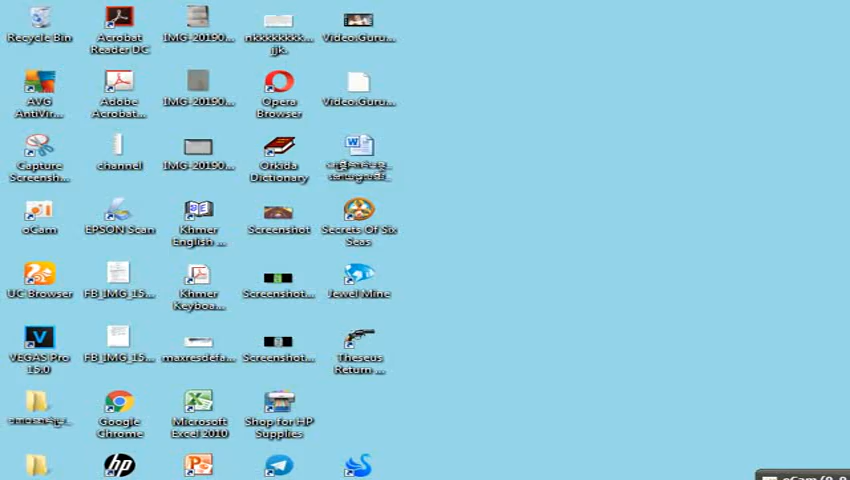 Recycle Bin
Acrobat
Reader DC
IMG-20190...
nkkkkkkkk...
ijk.
Video.Guru...
AVG
AntiVir...
Adobe
Acrobat...
IMG-20190...
Opera
Browser
Video.Guru...
Capture
Screensh...
channel
IMG-20190...
Orkida
Dictionary
oCam
EPSON Scan
Khmer
English ...
Screenshot
Secrets Of Six
Seas
UC Browser
FB_IMG_15...
Khmer
Keyboa...
Screenshot...
Jewel Mine
VEGAS Pro
15.0
FB_IMG_15...
maxresdefa...
Screenshot...
Theseus
Return ...
Google
Chrome
Microsoft
Excel 2010
Shop for HP
Supplies